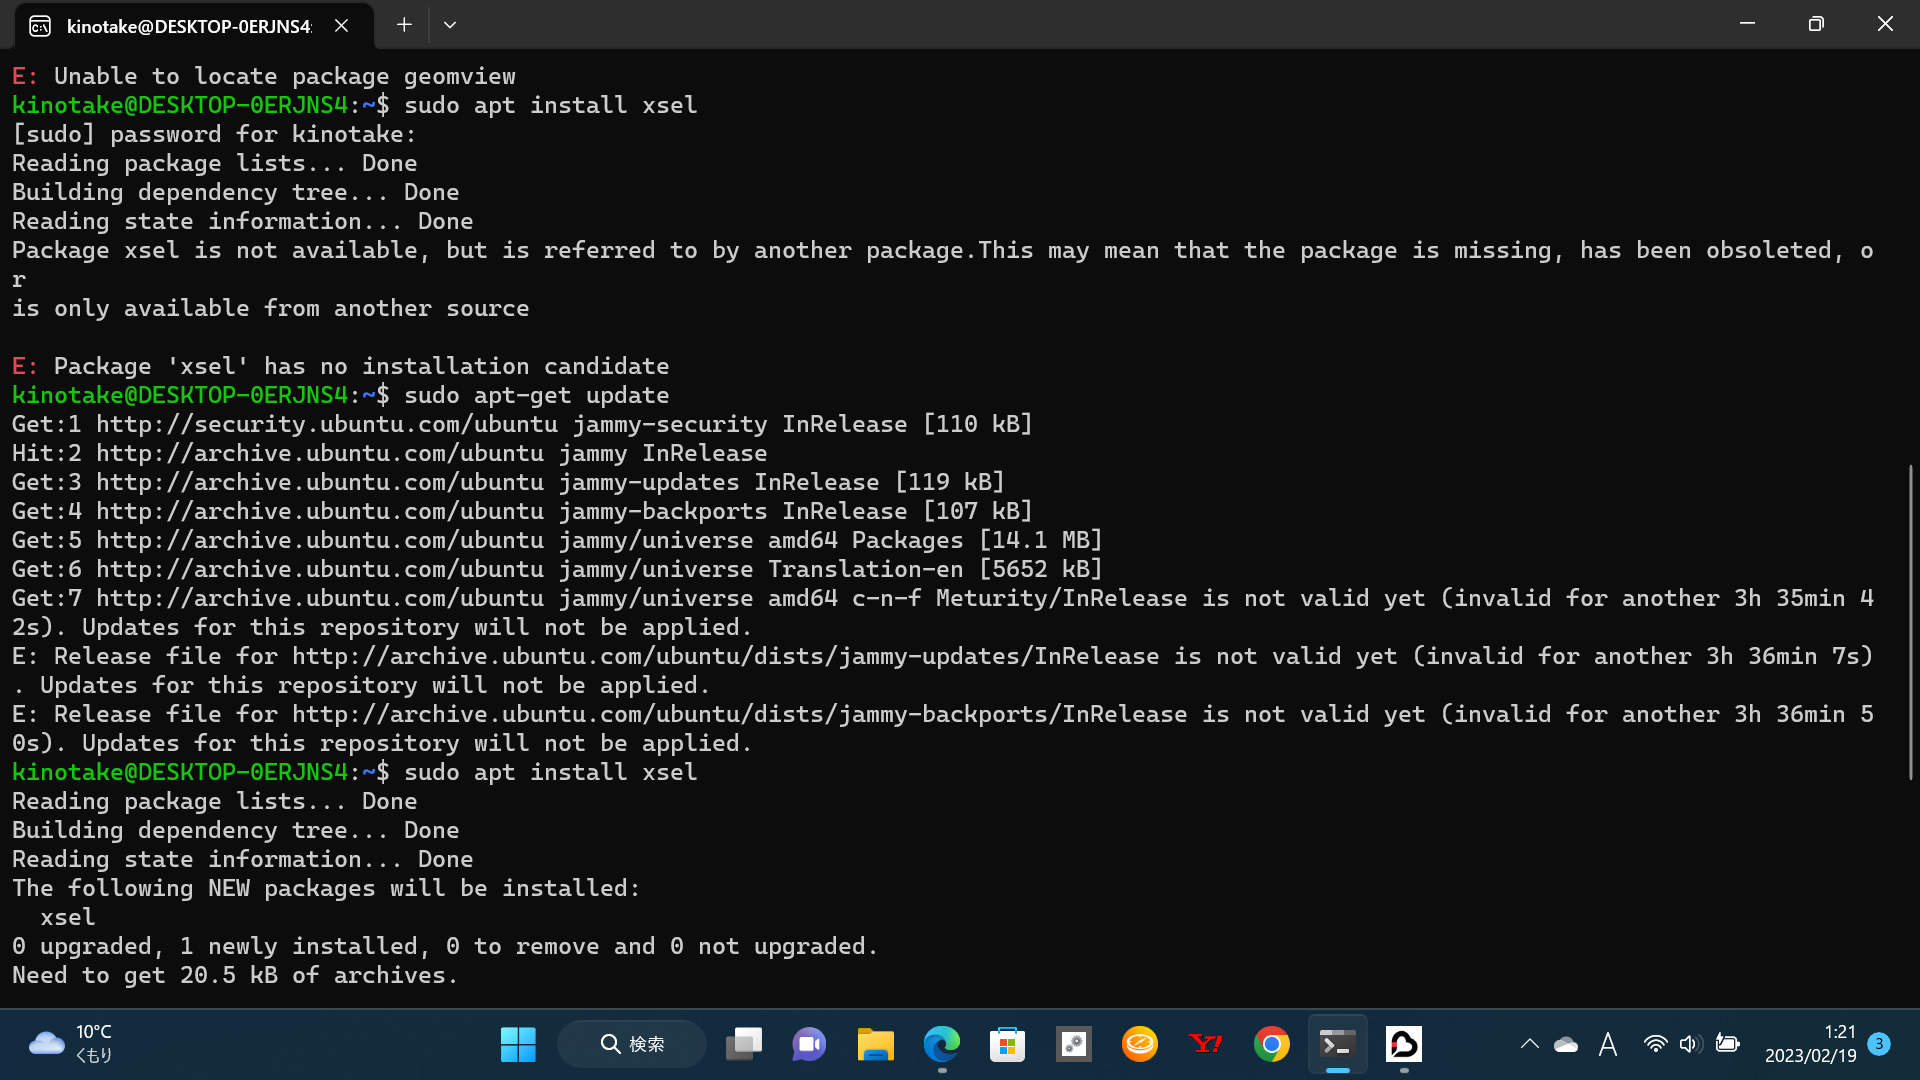 kinotake@DESKTOP-0ERJNS4:
E: Unable to locate package geomview
kinotake@DESKTOP-0ERJNS4:~$ sudo apt install xsel
[sudo] password for kinotake:
Reading package lists... Done
Building dependency tree... Done
Reading state information... Done
Package xsel is not available, but is referred to by another package.This may mean that the package is missing, has been obsoleted, o
r
is only available from another source
E: Package 'xsel' has no installation candidate
kinotake@DESKTOP-0ERJNS4:~$ sudo apt-get update
Get:1 http://security.ubuntu.com/ubuntu jammy-security InRelease [110 kB]
Hit:2 http://archive.ubuntu.com/ubuntu jammy InRelease
Get:3 http://archive.ubuntu.com/ubuntu jammy-updates InRelease [119 kB]
Get:4 http://archive.ubuntu.com/ubuntu jammy-backports InRelease [107 kB]
Get:5 http://archive.ubuntu.com/ubuntu jammy/universe amd64 Packages [14.1 MB]
Get:6 http://archive.ubuntu.com/ubuntu jammy/universe Translation-en [5652 kB]
Get:7 http://archive.ubuntu.com/ubuntu jammy/universe amd64 c-n-f Meturity/InRelease is not valid yet (invalid for another 3h 35min 4
2s). Updates for this repository will not be applied.
E: Release file for http://archive.ubuntu.com/ubuntu/dists/jammy-updates/InRelease is not valid yet (invalid for another 3h 36min 7s)
. Updates for this repository will not be applied.
E: Release file for http://archive.ubuntu.com/ubuntu/dists/jammy-backports/InRelease is not valid yet (invalid for another 3h 36min 5
0s). Updates for this repository will not be applied.
kinotake@DESKTOP-0ERJNS4:~$ sudo apt install xsel
Reading package lists... Done
Building dependency tree... Done
Reading state information... Done
The following NEW packages will be installed:
  xsel
0 upgraded, 1 newly installed, 0 to remove and 0 not upgraded.
Need to get 20.5 kB of archives.
10°C
くもり
検索
Y!
A
1:21
2023/02/19
3